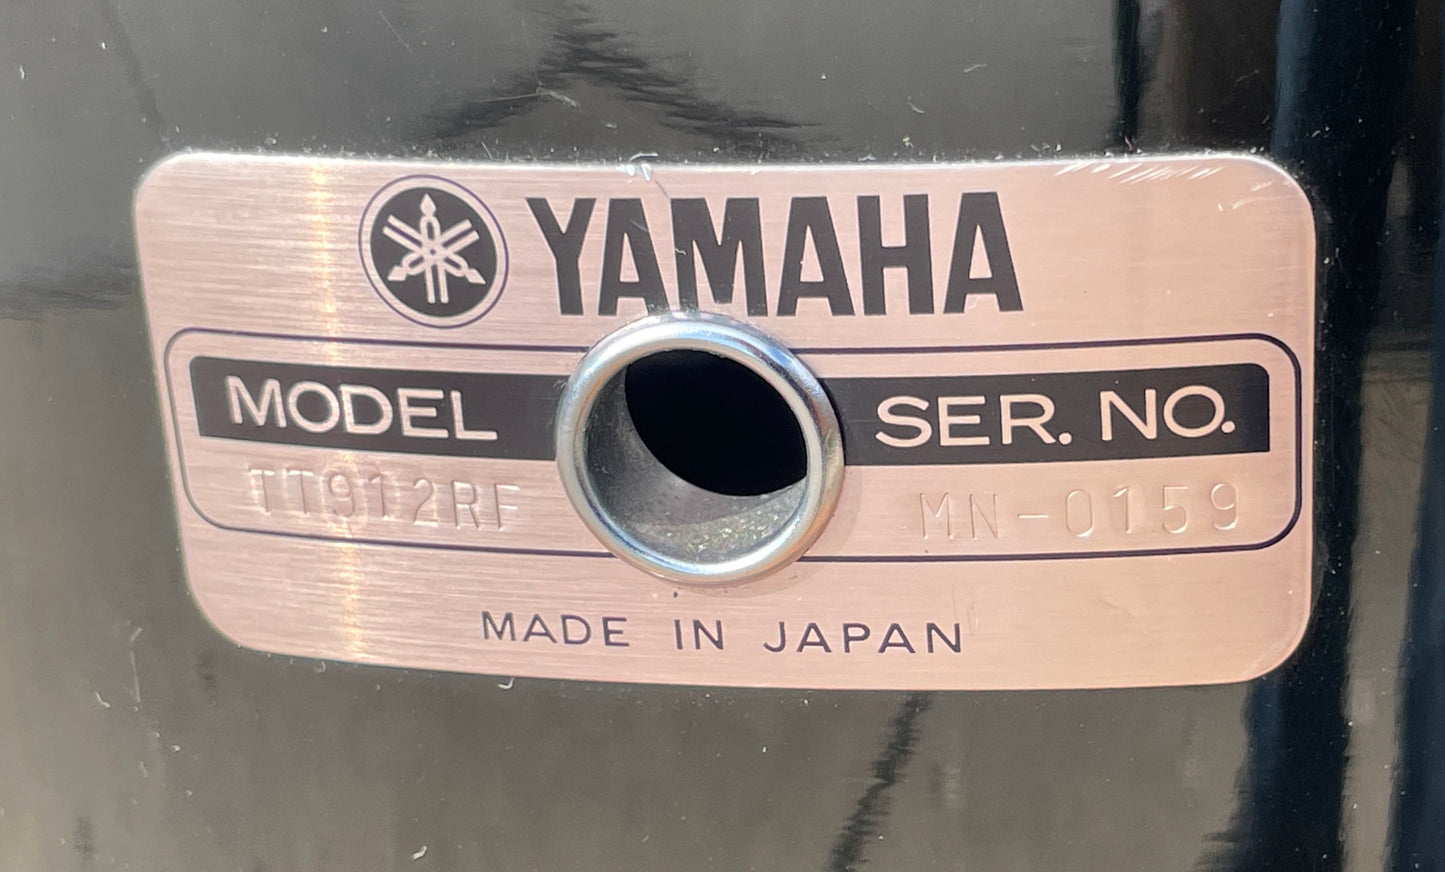 YAMAHA
MODEL SER. NO.
TT912RF MN-0159
MADE IN JAPAN